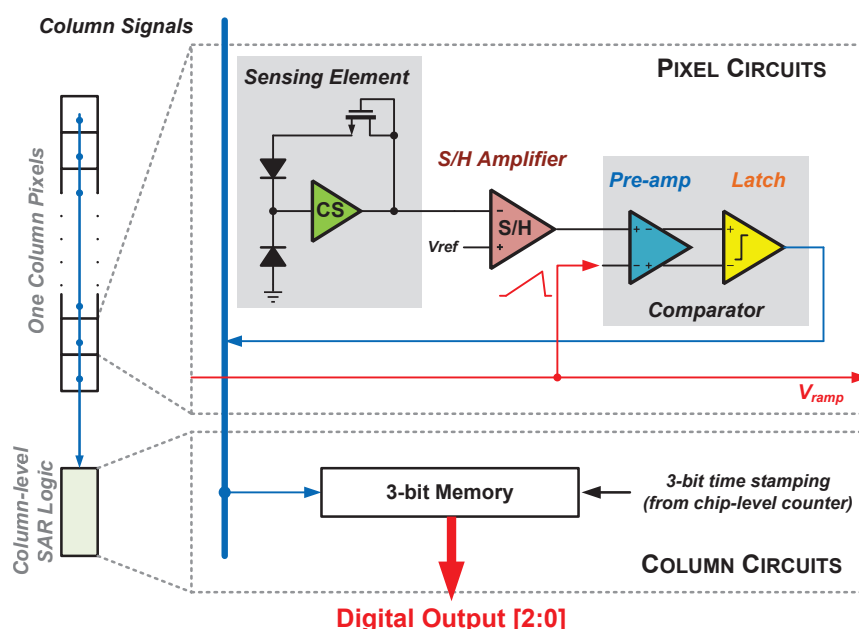 Column Signals
PIXEL CIRCUITS
Sensing Element
S/H Amplifier
Pre-amp
Latch
CS
S/H
−
+
Vref
+ −
− +
+
−
Comparator
Vramp
One Column Pixels
Column-level
SAR Logic
3-bit Memory
3-bit time stamping
(from chip-level counter)
COLUMN CIRCUITS
Digital Output [2:0]